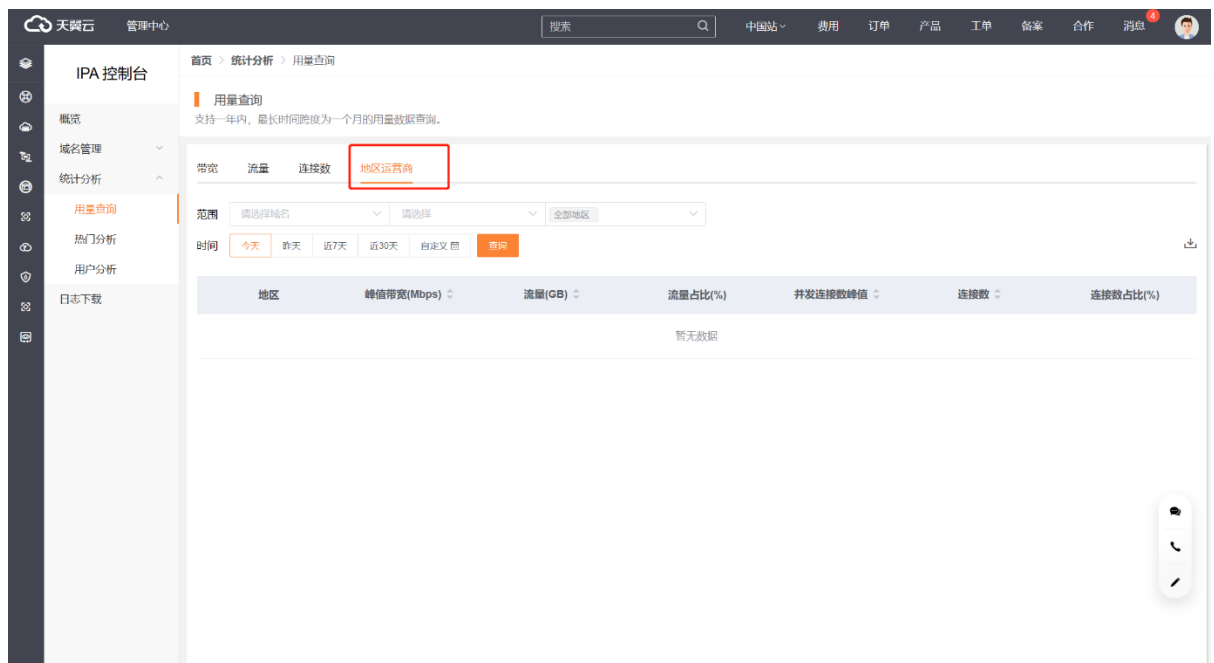 天翼云 管理中心 搜索 中国站 费用 订单 产品 工单 备案 合作 消息 4
IPA 控制台
概览
域名管理
统计分析
用量查询
热门分析
用户分析
日志下载
首页 > 统计分析 > 用量查询
用量查询
支持一年内，最长时间跨度为一个月的用量数据查询。
带宽 流量 连接数 地区运营商
范围 请选择域名 请选择 全部地区
时间 今天 昨天 近7天 近30天 自定义 查询
地区 峰值带宽(Mbps) 流量(GB) 流量占比(%) 并发连接数峰值 连接数 连接数占比(%)
暂无数据